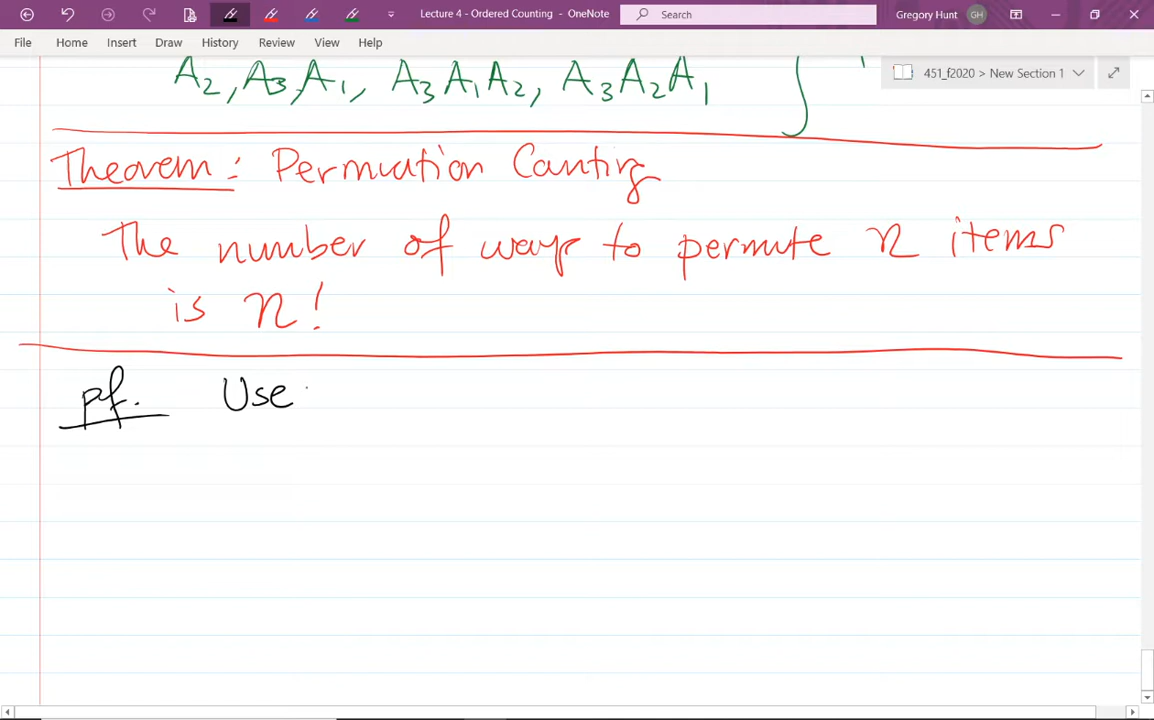 Lecture 4 - Ordered Counting - OneNote
Search
Gregory Hunt
GH
File Home Insert Draw History Review View Help
451_f2020 > New Section 1
A2, A3, A1, A3 A1 A2, A3 A2 A1
Theorem: Permuation Canting
The number of ways to permute n items
is n!
pf. Use